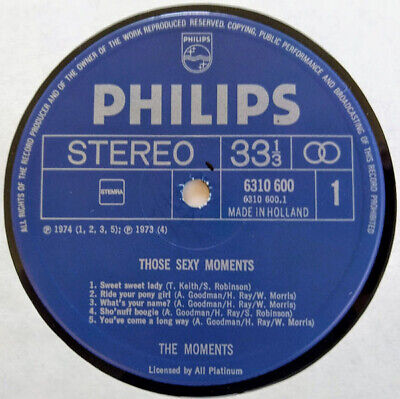 ALL RIGHTS OF THE RECORD PRODUCER AND OF THE OWNER OF THE WORK REPRODUCED RESERVED. COPYING, PUBLIC PERFORMANCE AND BROADCASTING OF THIS RECORD PROHIBITED
PHILIPS
PHILIPS
STEREO 33 1/3
STEMRA
6310 600
6310 600.1
MADE IN HOLLAND
1
℗ 1974 (1, 2, 3, 5); ℗ 1973 (4)
THOSE SEXY MOMENTS
1. Sweet sweet lady (T. Keith/S. Robinson)
2. Ride your pony girl (A. Goodman/H. Ray/W. Morris)
3. What's your name? (A. Goodman/H. Ray/W. Morris)
4. Sho'nuff boogie (A. Goodman/H. Ray/S. Robinson)
5. You've come a long way (A. Goodman/H. Ray/W. Morris)
THE MOMENTS
Licensed by All Platinum